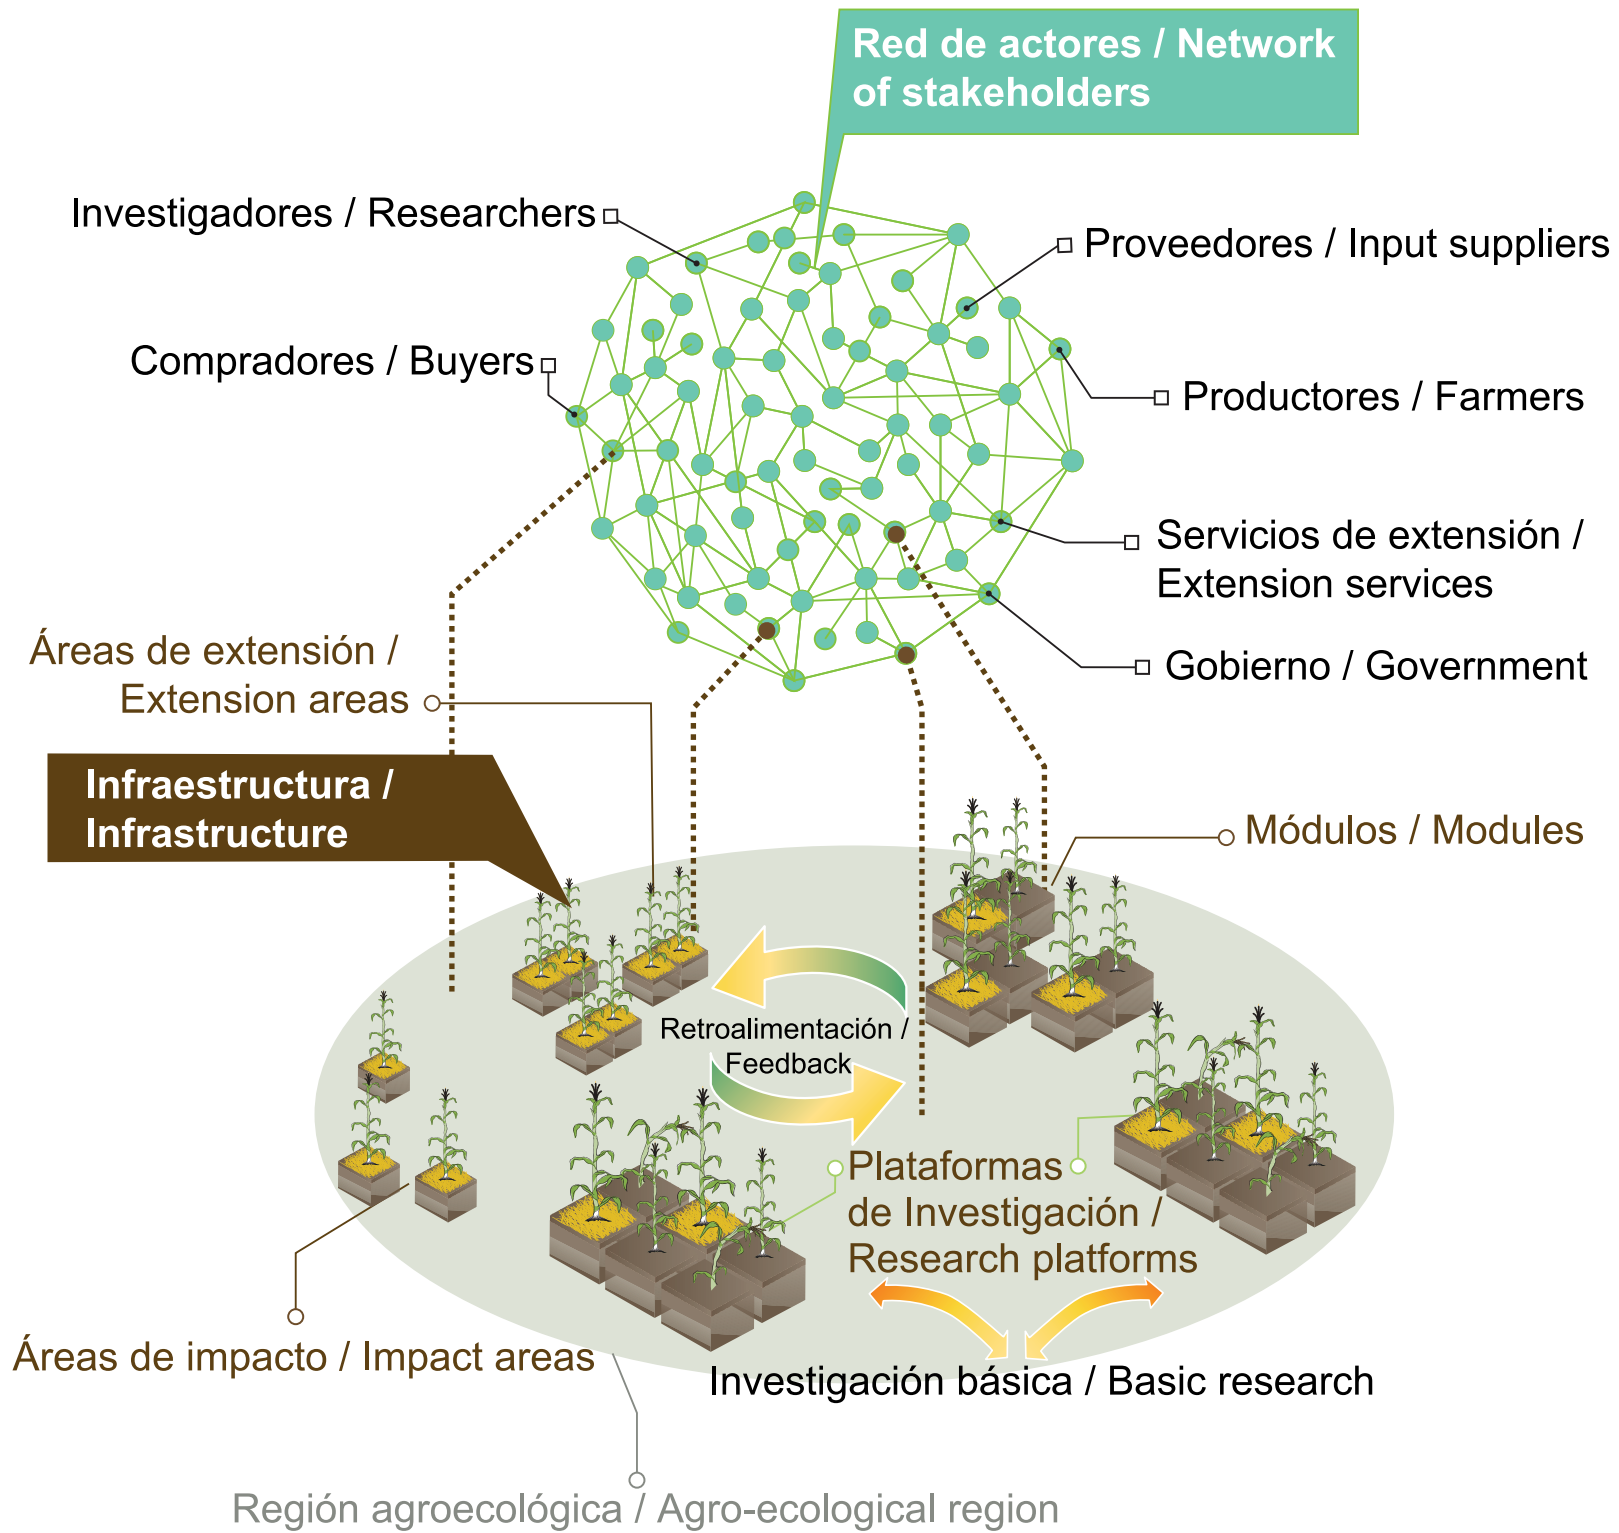 Red de actores / Network
of stakeholders
Investigadores / Researchers
Proveedores / Input suppliers
Compradores / Buyers
Productores / Farmers
Servicios de extensión /
Extension services
Áreas de extensión /
Extension areas
Gobierno / Government
Infraestructura /
Infrastructure
Módulos / Modules
Retroalimentación /
Feedback
Plataformas
de Investigación /
Research platforms
Áreas de impacto / Impact areas
Investigación básica / Basic research
Región agroecológica / Agro-ecological region